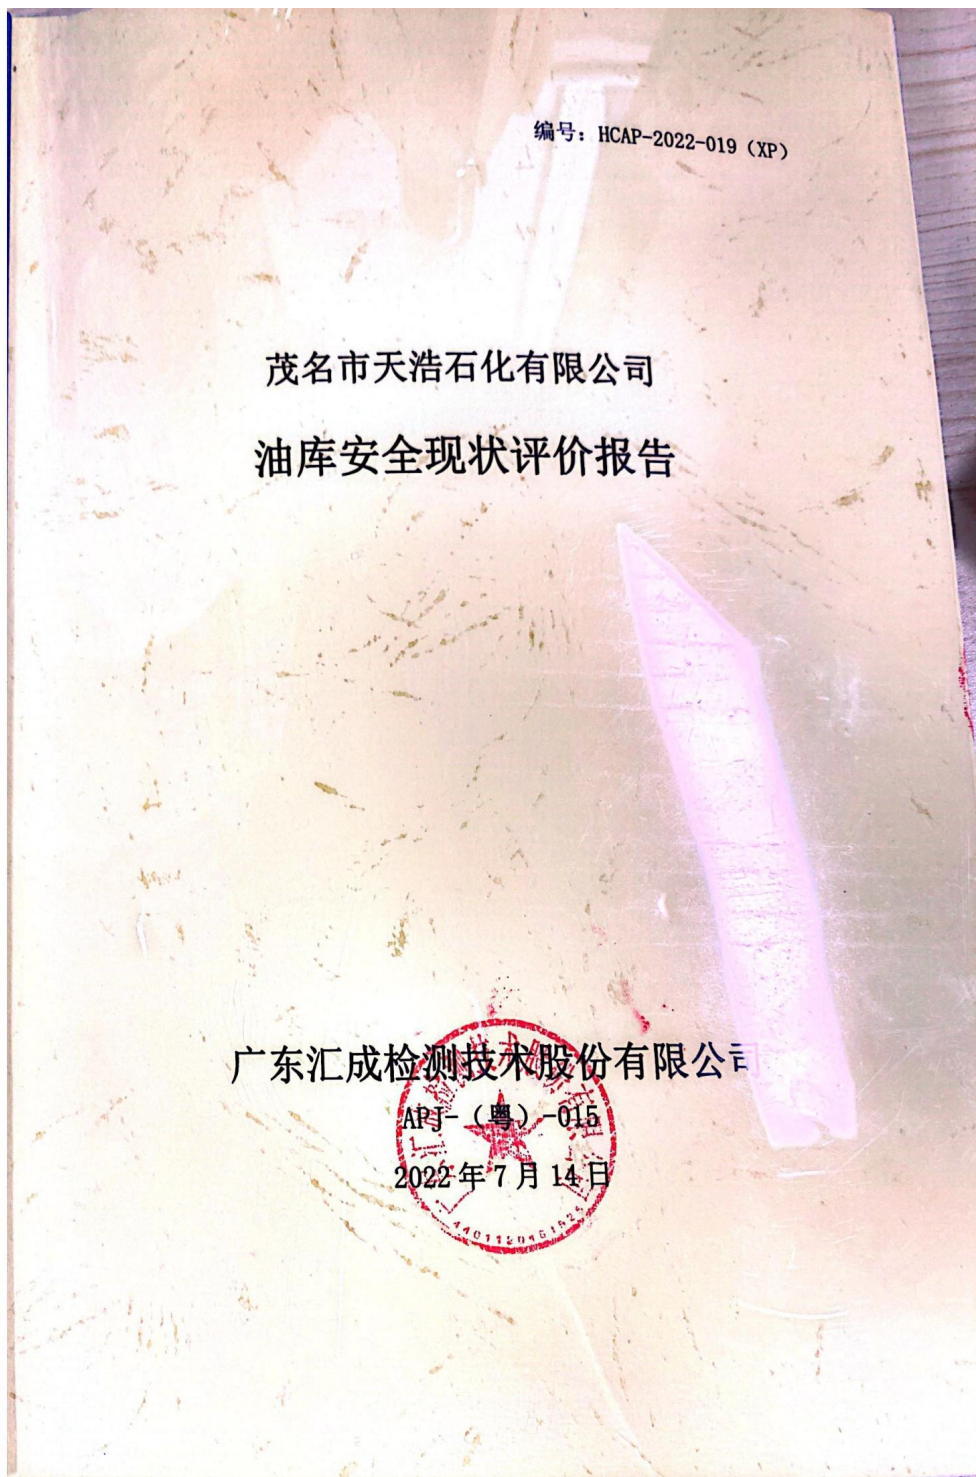 编号：HCAP-2022-019（XP）
茂名市天浩石化有限公司
油库安全现状评价报告
广东汇成检测技术股份有限公司
APJ-（粤）-015
2022年7月14日